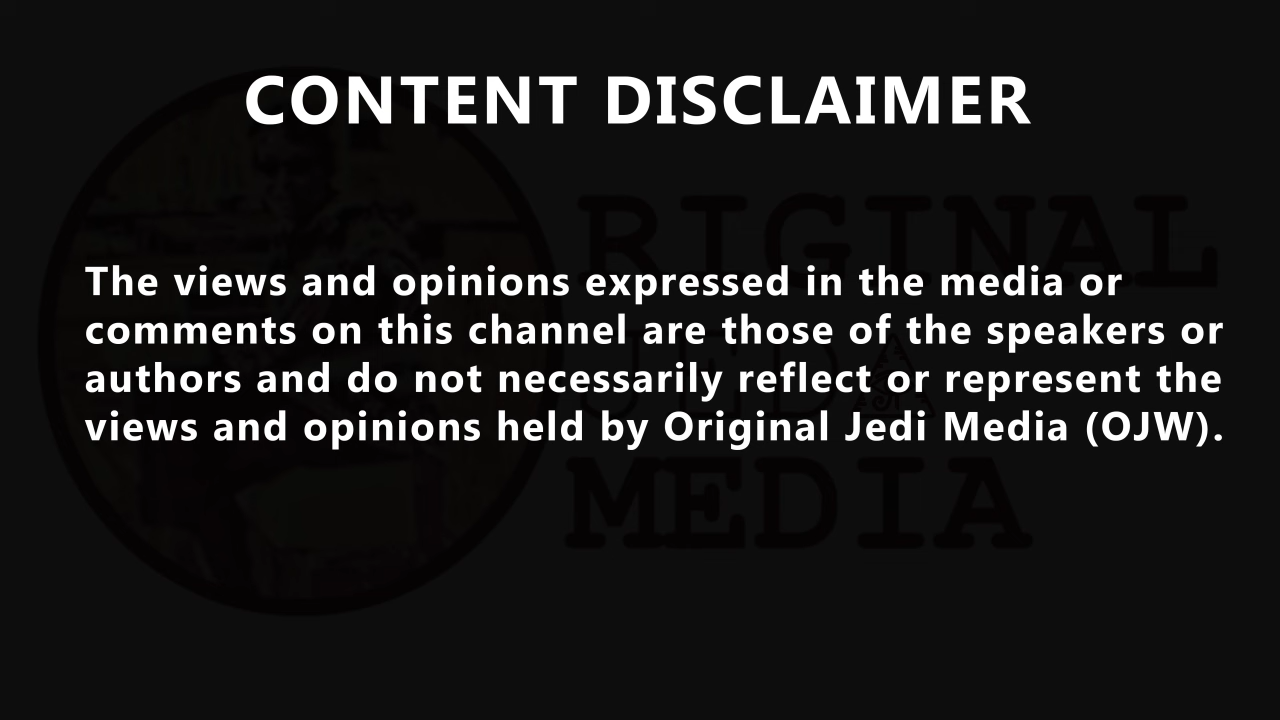 CONTENT DISCLAIMER
RIGINAL
The views and opinions expressed in the media or
comments on this channel are those of the speakers or
authors and do not necessarily reflect or represent the
views and opinions held by Original Jedi Media (OJW).
MEDIA